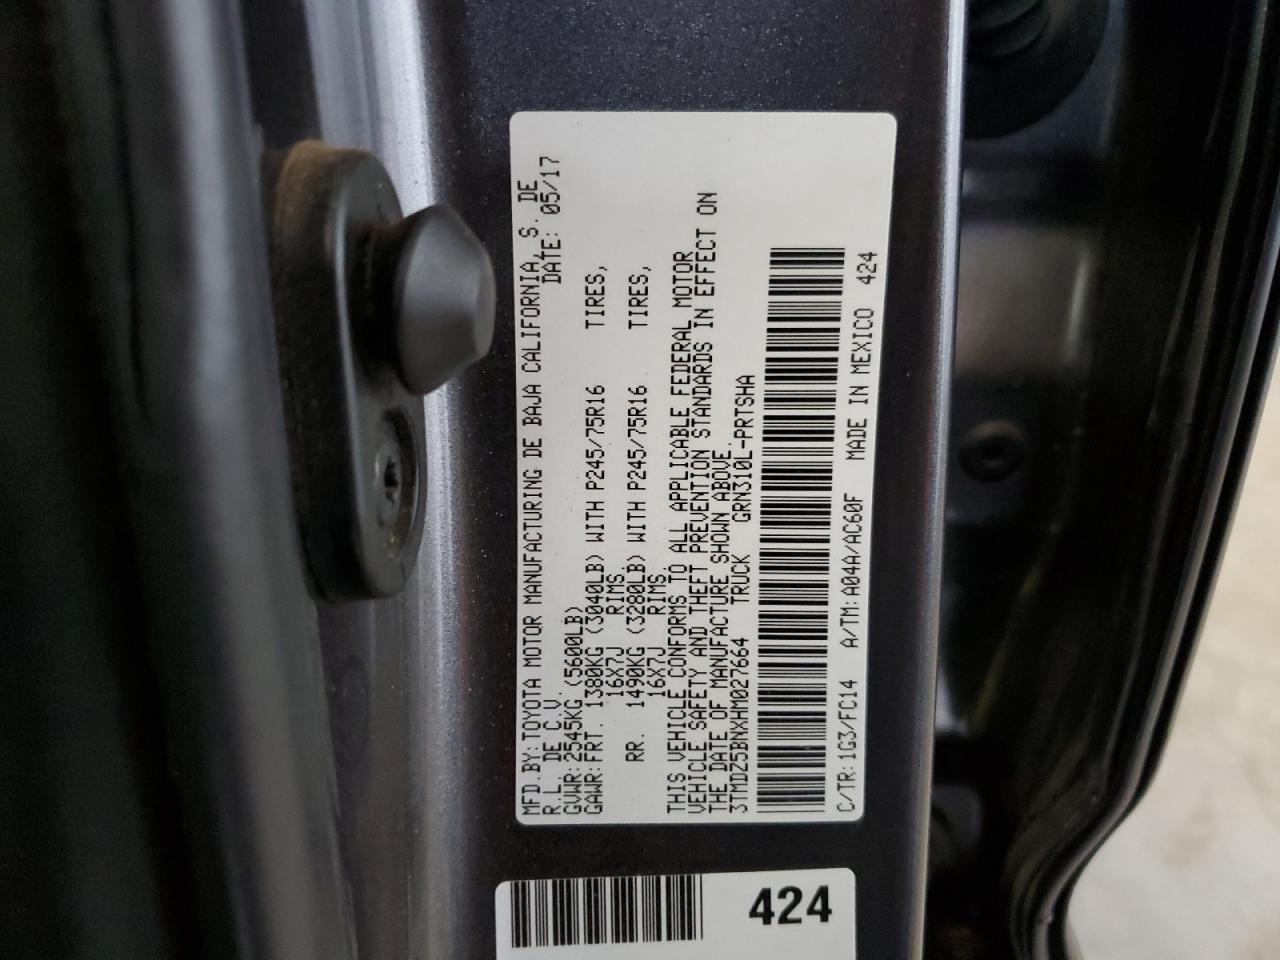 MFD.BY:TOYOTA MOTOR MANUFACTURING DE BAJA CALIFORNIA, S. DE
R.L. DE C.V. DATE: 05/17
GVWR:2545KG (5600LB)
GAWR:FRT. 1380KG (3040LB) WITH P245/75R16 TIRES,
16X7J RIMS,
RR. 1490KG (3280LB) WITH P245/75R16 TIRES,
16X7J RIMS
THIS VEHICLE CONFORMS TO ALL APPLICABLE FEDERAL MOTOR
VEHICLE SAFETY AND THEFT PREVENTION STANDARDS IN EFFECT ON
THE DATE OF MANUFACTURE SHOWN ABOVE.
3TMDZ5BNXHM027664 TRUCK GRN310L-PRTSHA
C/TR:1G3/FC14 A/TM:A04A/AC60F MADE IN MEXICO 424
424